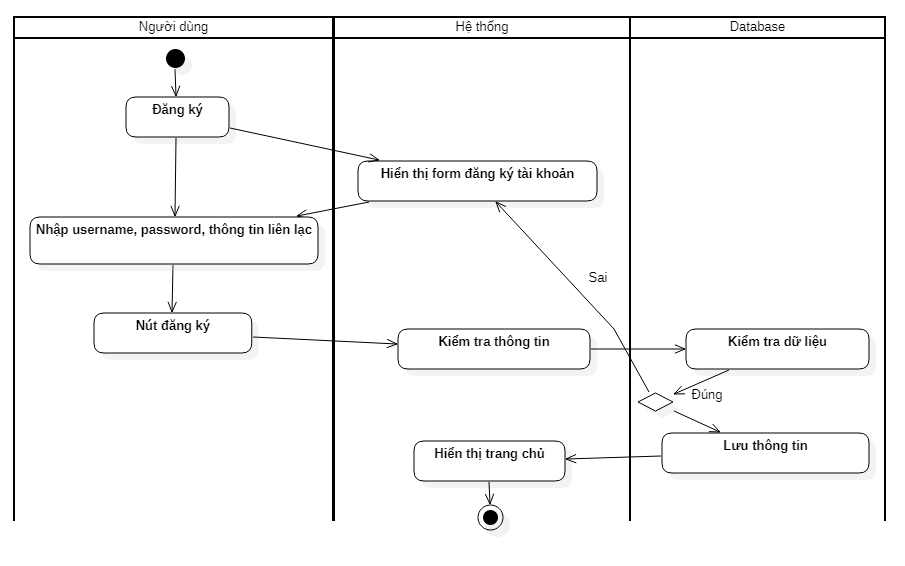 Người dùng
Hệ thống
Database
Đăng ký
Hiển thị form đăng ký tài khoản
Nhập username, password, thông tin liên lạc
Sai
Nút đăng ký
Kiểm tra thông tin
Kiểm tra dữ liệu
Đúng
Lưu thông tin
Hiển thị trang chủ